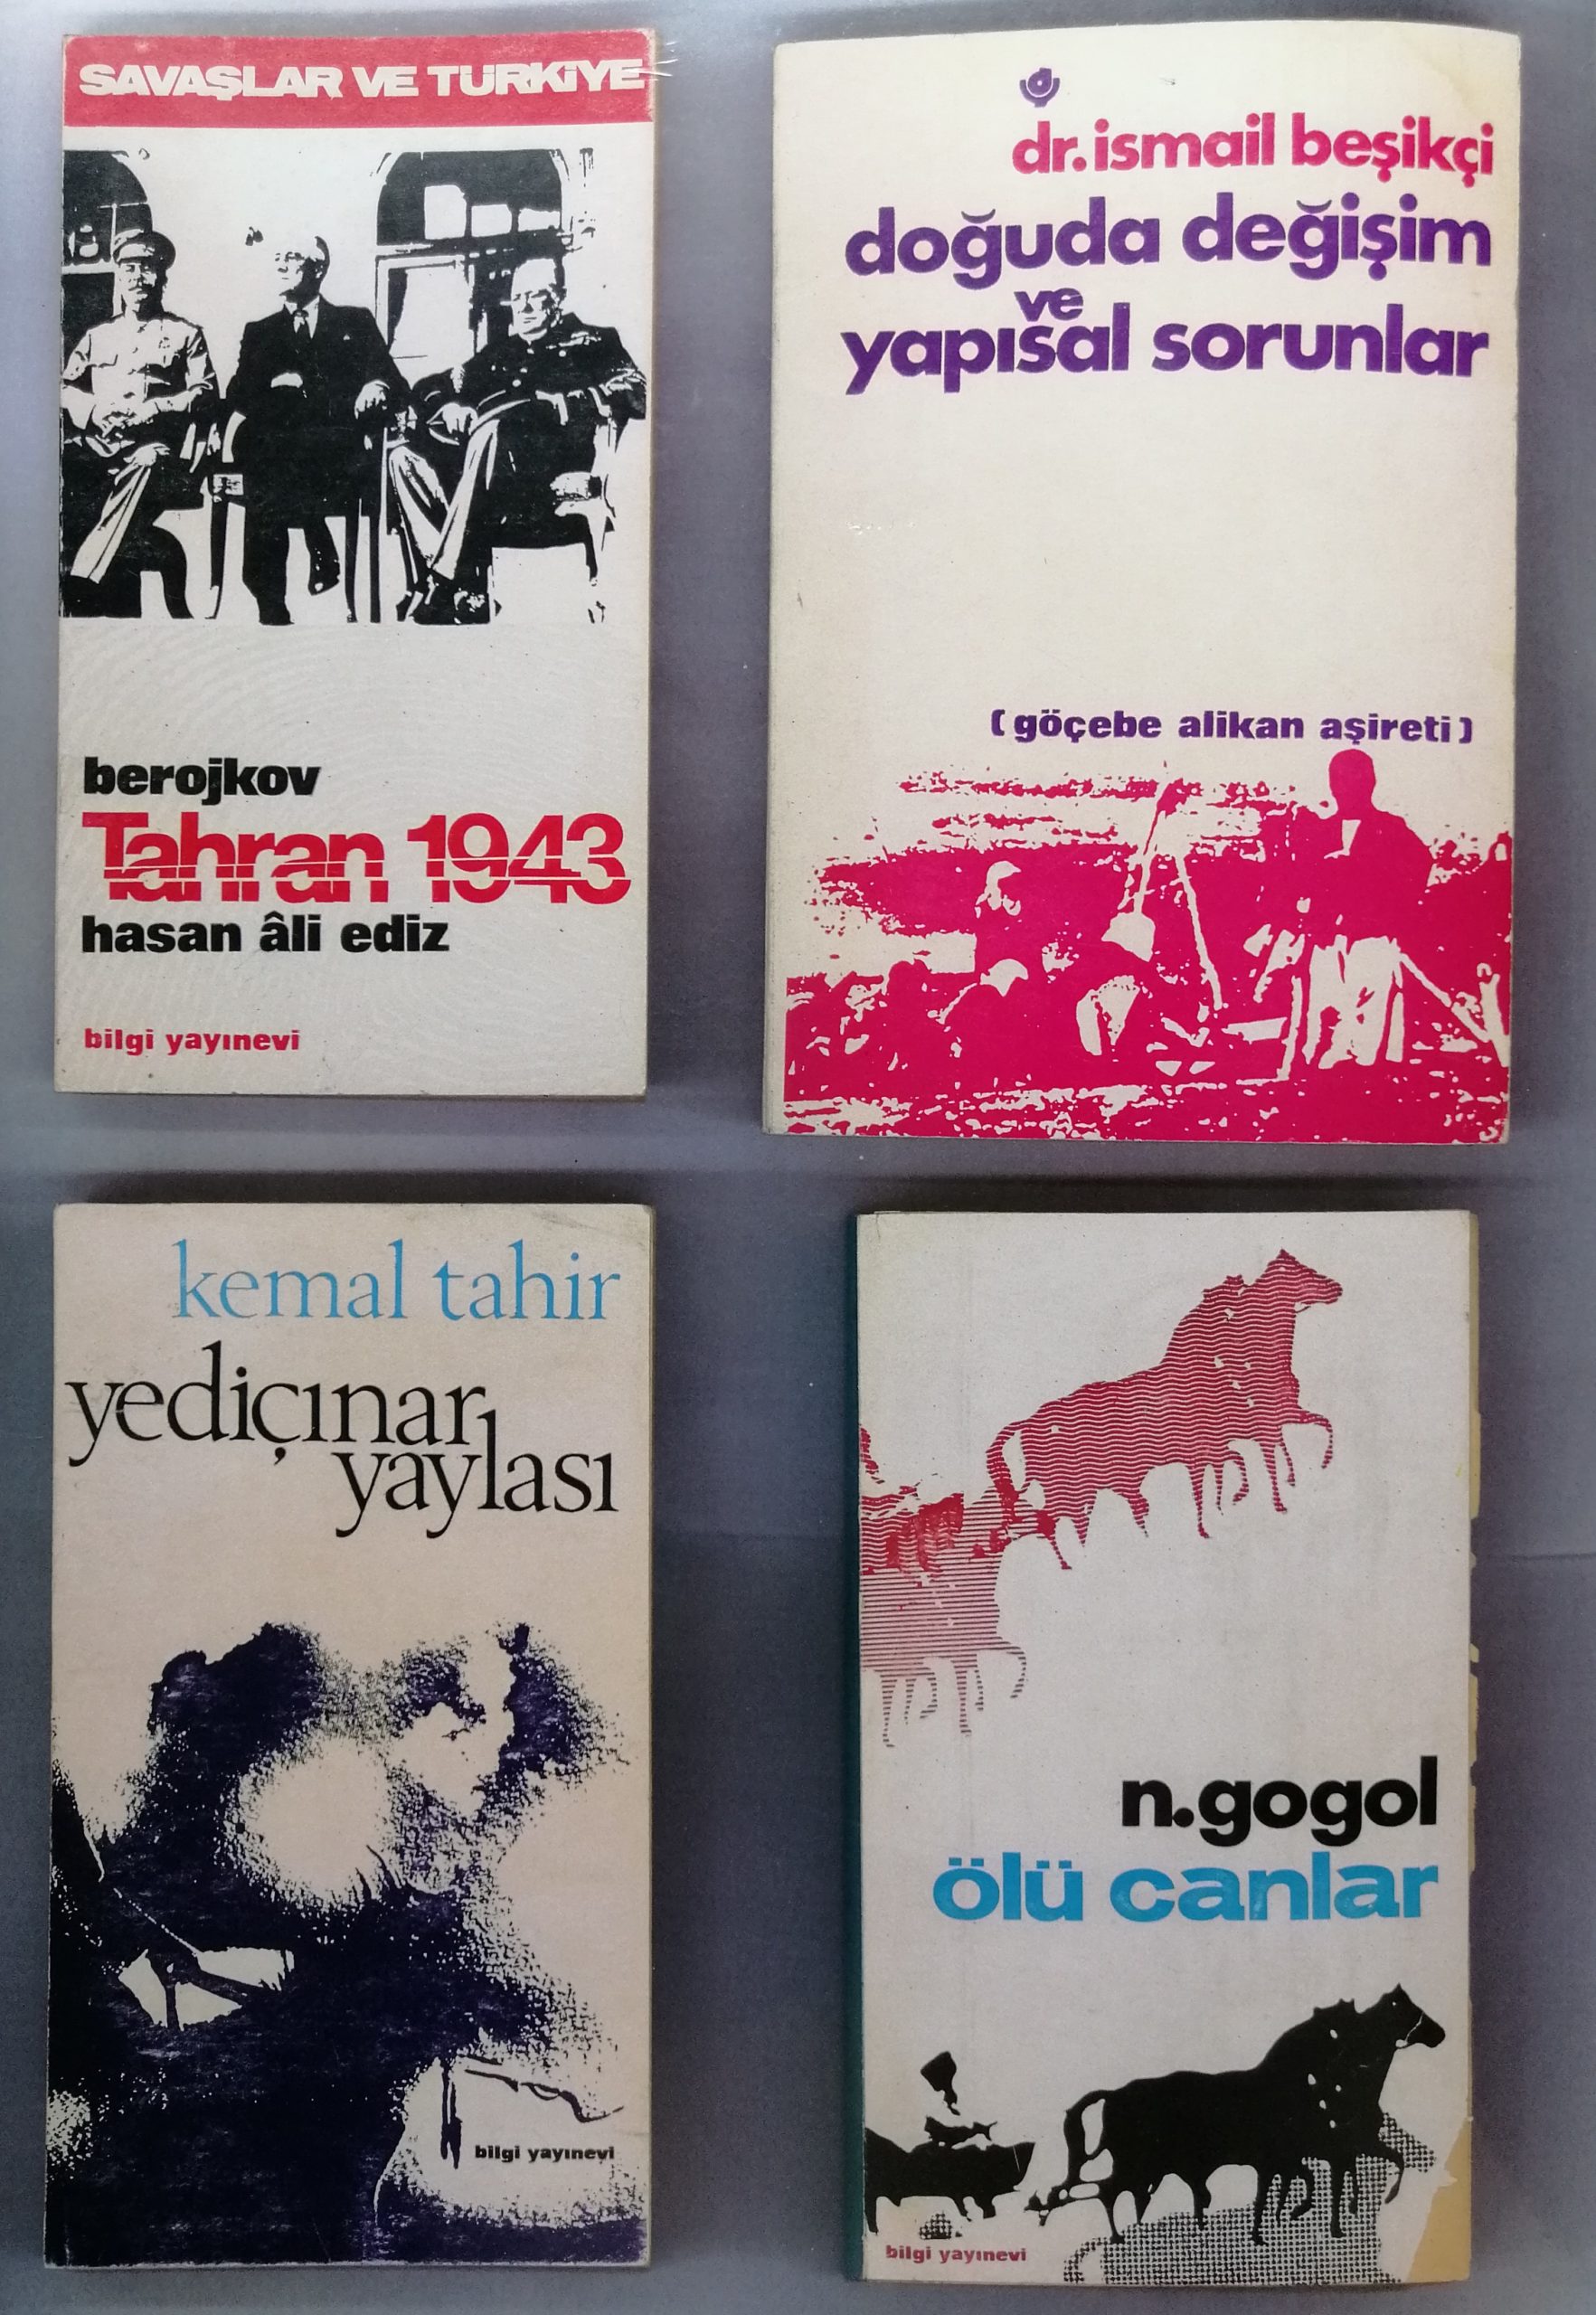 SAVAŞLAR VE TÜRKİYE
berojkov
Tahran 1943
hasan âli ediz
bilgi yayınevi
dr. ismail beşikçi
doğuda değişim
ve
yapısal sorunlar
(göçebe alikan aşireti)
kemal tahir
yediçınar
yaylası
bilgi yayınevi
n.gogol
ölü canlar
bilgi yayınevi